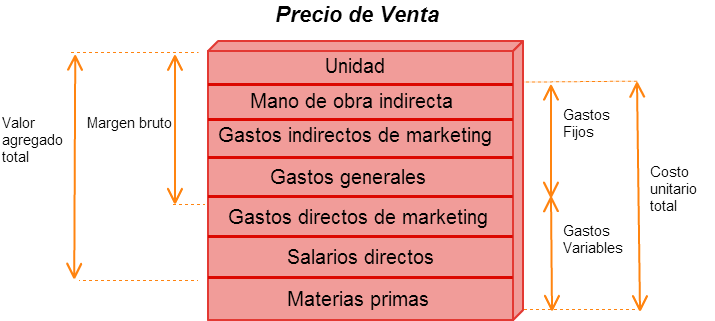 Precio de Venta
Unidad
Mano de obra indirecta
Gastos indirectos de marketing
Gastos generales
Gastos directos de marketing
Salarios directos
Materias primas
Valor
agregado
total
Margen bruto
Gastos
Fijos
Gastos
Variables
Costo
unitario
total